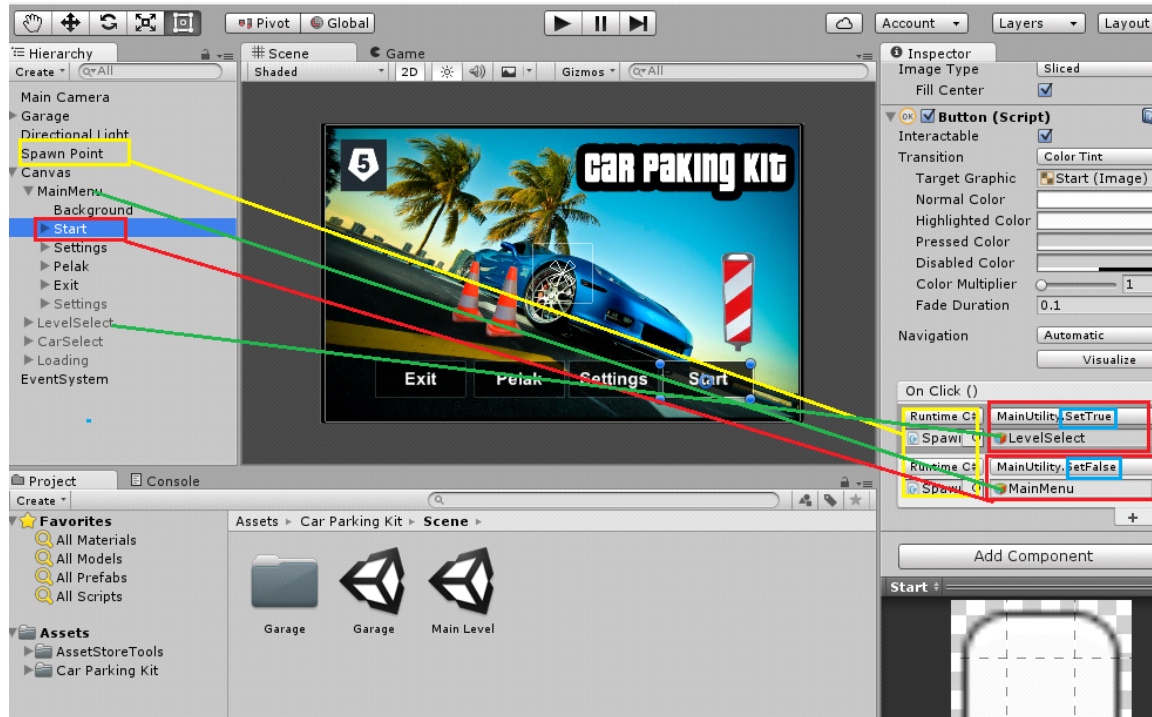 Pivot Global Account Layers Layout
Hierarchy
Create All
Main Camera
Garage
Directional Light
Spawn Point
Canvas
MainMenu
Background
Start
Settings
Pelak
Exit
Settings
LevelSelect
CarSelect
Loading
EventSystem
Scene Game
Shaded 2D Gizmos All
5
CAR PAKING KIT
Exit Pelak Settings Start
Inspector
Image Type Sliced
Fill Center
Button (Script)
Interactable
Transition Color Tint
Target Graphic Start (Image)
Normal Color
Highlighted Color
Pressed Color
Disabled Color
Color Multiplier 1
Fade Duration 0.1
Navigation Automatic
Visualize
On Click ()
Runtime MainUtility.SetTrue
LevelSelect
Runtime MainUtility.SetFalse
MainMenu
+
Add Component
Start
Project Console
Create
Favorites
All Materials
All Models
All Prefabs
All Scripts
Assets
AssetStoreTools
Car Parking Kit
Assets Car Parking Kit Scene
Garage Garage Main Level